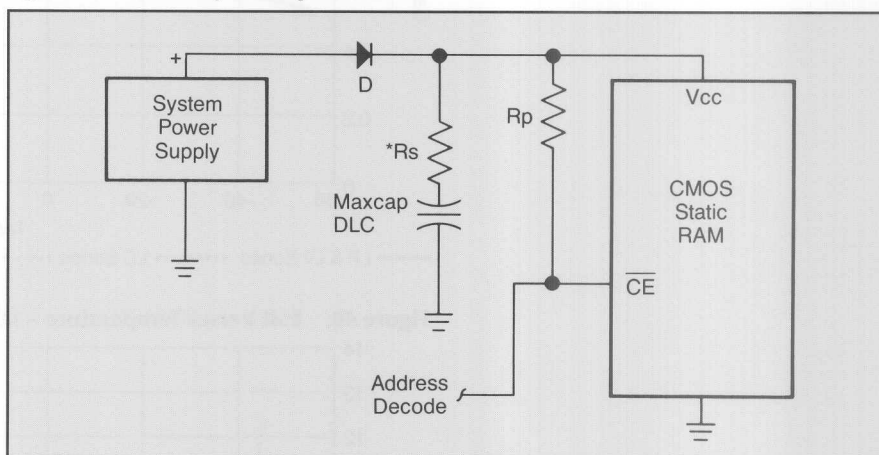 +
D
System
Power
Supply
*Rs
Maxcap
DLC
Rp
Vcc
CMOS
Static
RAM
CE
Address
Decode